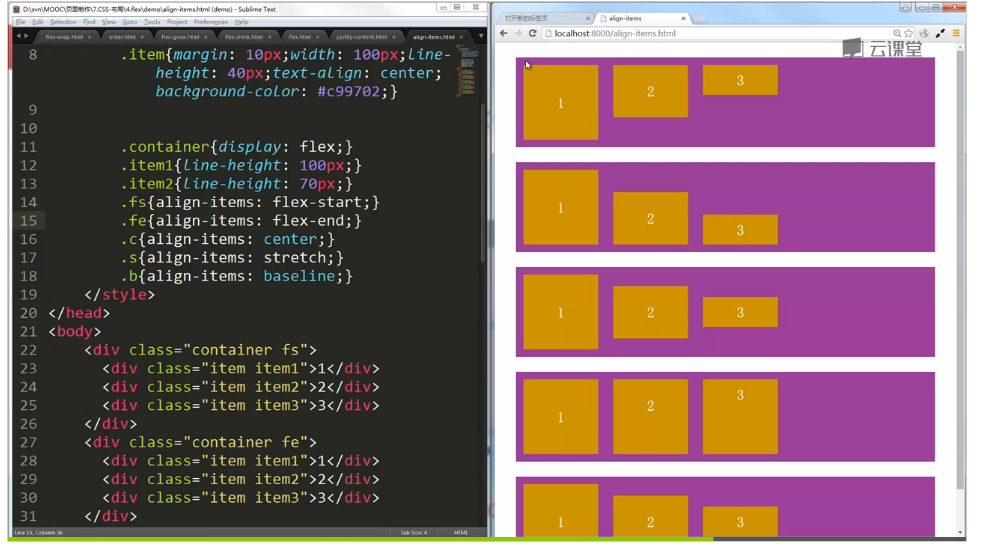 D:\svn\MOOC\页面制作\7.CSS-布局\4.flex\demo\align-items.html (demo) - Sublime Text
File Edit Selection Find View Goto Tools Project Preferences Help
flex-wrap.html × order.html × flex-grow.html × flex-shink.html × flex.html × justify-content.html × align-items.html ×
8 .item{margin: 10px;width: 100px;line-
height: 40px;text-align: center;
background-color: #c99702;}
9
10
11 .container{display: flex;}
12 .item1{line-height: 100px;}
13 .item2{line-height: 70px;}
14 .fs{align-items: flex-start;}
15 .fe{align-items: flex-end;}
16 .c{align-items: center;}
17 .s{align-items: stretch;}
18 .b{align-items: baseline;}
19 </style>
20 </head>
21 <body>
22 <div class="container fs">
23 <div class="item item1">1</div>
24 <div class="item item2">2</div>
25 <div class="item item3">3</div>
26 </div>
27 <div class="container fe">
28 <div class="item item1">1</div>
29 <div class="item item2">2</div>
30 <div class="item item3">3</div>
31 </div>
Line 15, Column 36 Tab Size: 4 HTML
打开新的标签页 × align-items ×
localhost:8000/align-items.html
云课堂
1 2 3
1 2 3
1 2 3
1 2 3
1 2 3